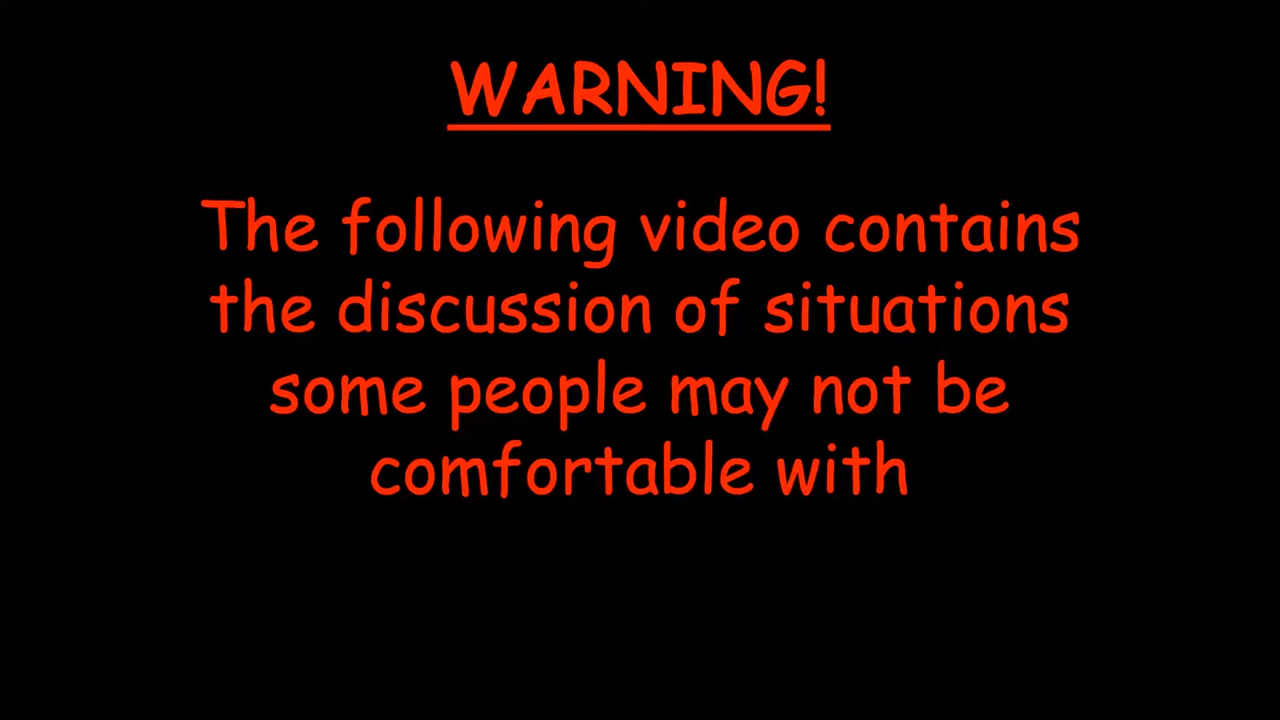 WARNING!
The following video contains
the discussion of situations
some people may not be
comfortable with